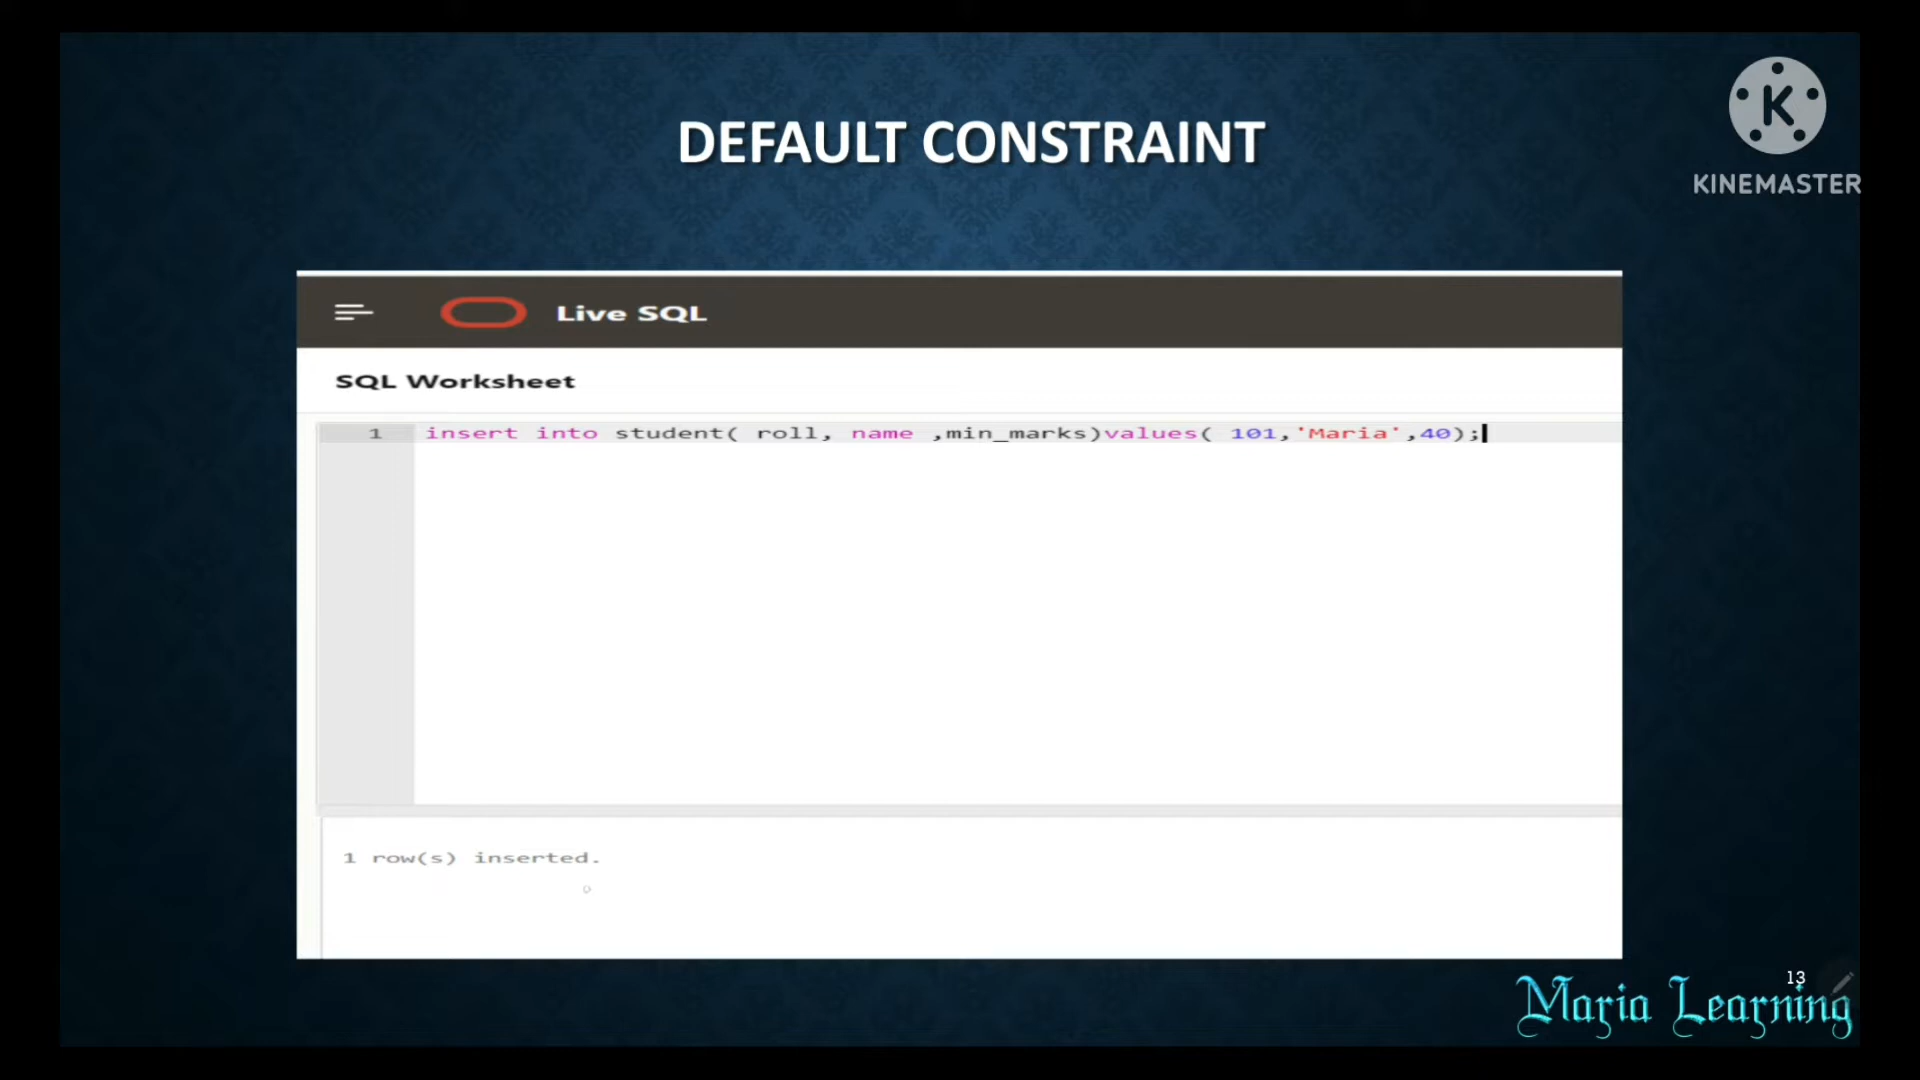 DEFAULT CONSTRAINT
K
KINEMASTER
Live SQL
SQL Worksheet
1 insert into student( roll, name ,min_marks)values( 101,'Maria',40);
1 row(s) inserted.
13
Maria Learning